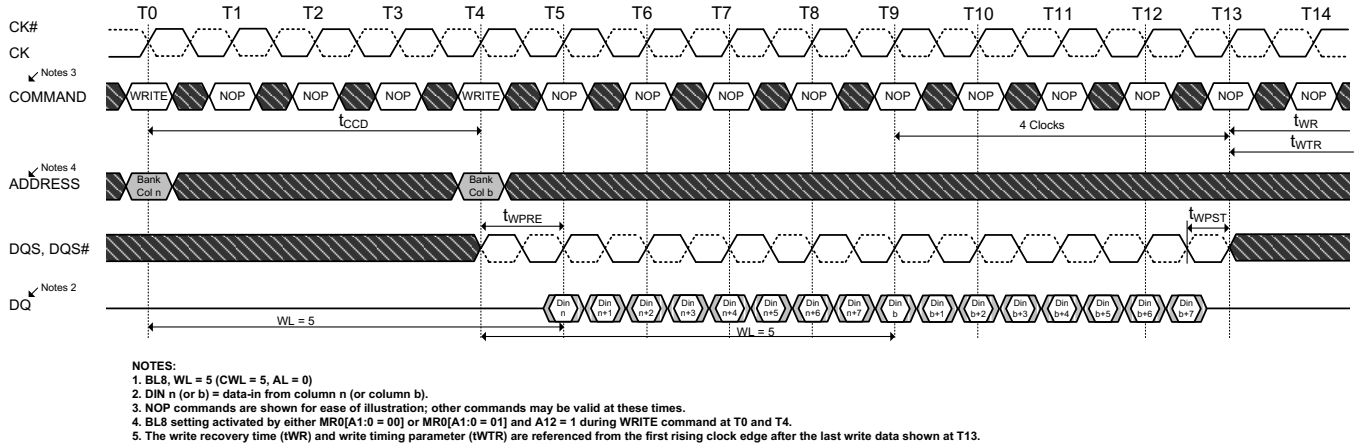 T0 T1 T2 T3 T4 T5 T6 T7 T8 T9 T10 T11 T12 T13 T14
CK#
CK
Notes 3
COMMAND WRITE NOP NOP NOP WRITE NOP NOP NOP NOP NOP NOP NOP NOP NOP NOP
tCCD
4 Clocks
tWR
tWTR
Notes 4
ADDRESS
Bank Bank
Col n Col b
tWPRE tWPST
DQS, DQS#
Notes 2
DQ
Din Din Din Din Din Din Din Din Din Din Din Din Din Din Din Din
n n+1 n+2 n+3 n+4 n+5 n+6 n+7 b b+1 b+2 b+3 b+4 b+5 b+6 b+7
WL = 5
WL = 5
NOTES:
1. BL8, WL = 5 (CWL = 5, AL = 0)
2. DIN n (or b) = data-in from column n (or column b).
3. NOP commands are shown for ease of illustration; other commands may be valid at these times.
4. BL8 setting activated by either MR0[A1:0 = 00] or MR0[A1:0 = 01] and A12 = 1 during WRITE command at T0 and T4.
5. The write recovery time (tWR) and write timing parameter (tWTR) are referenced from the first rising clock edge after the last write data shown at T13.